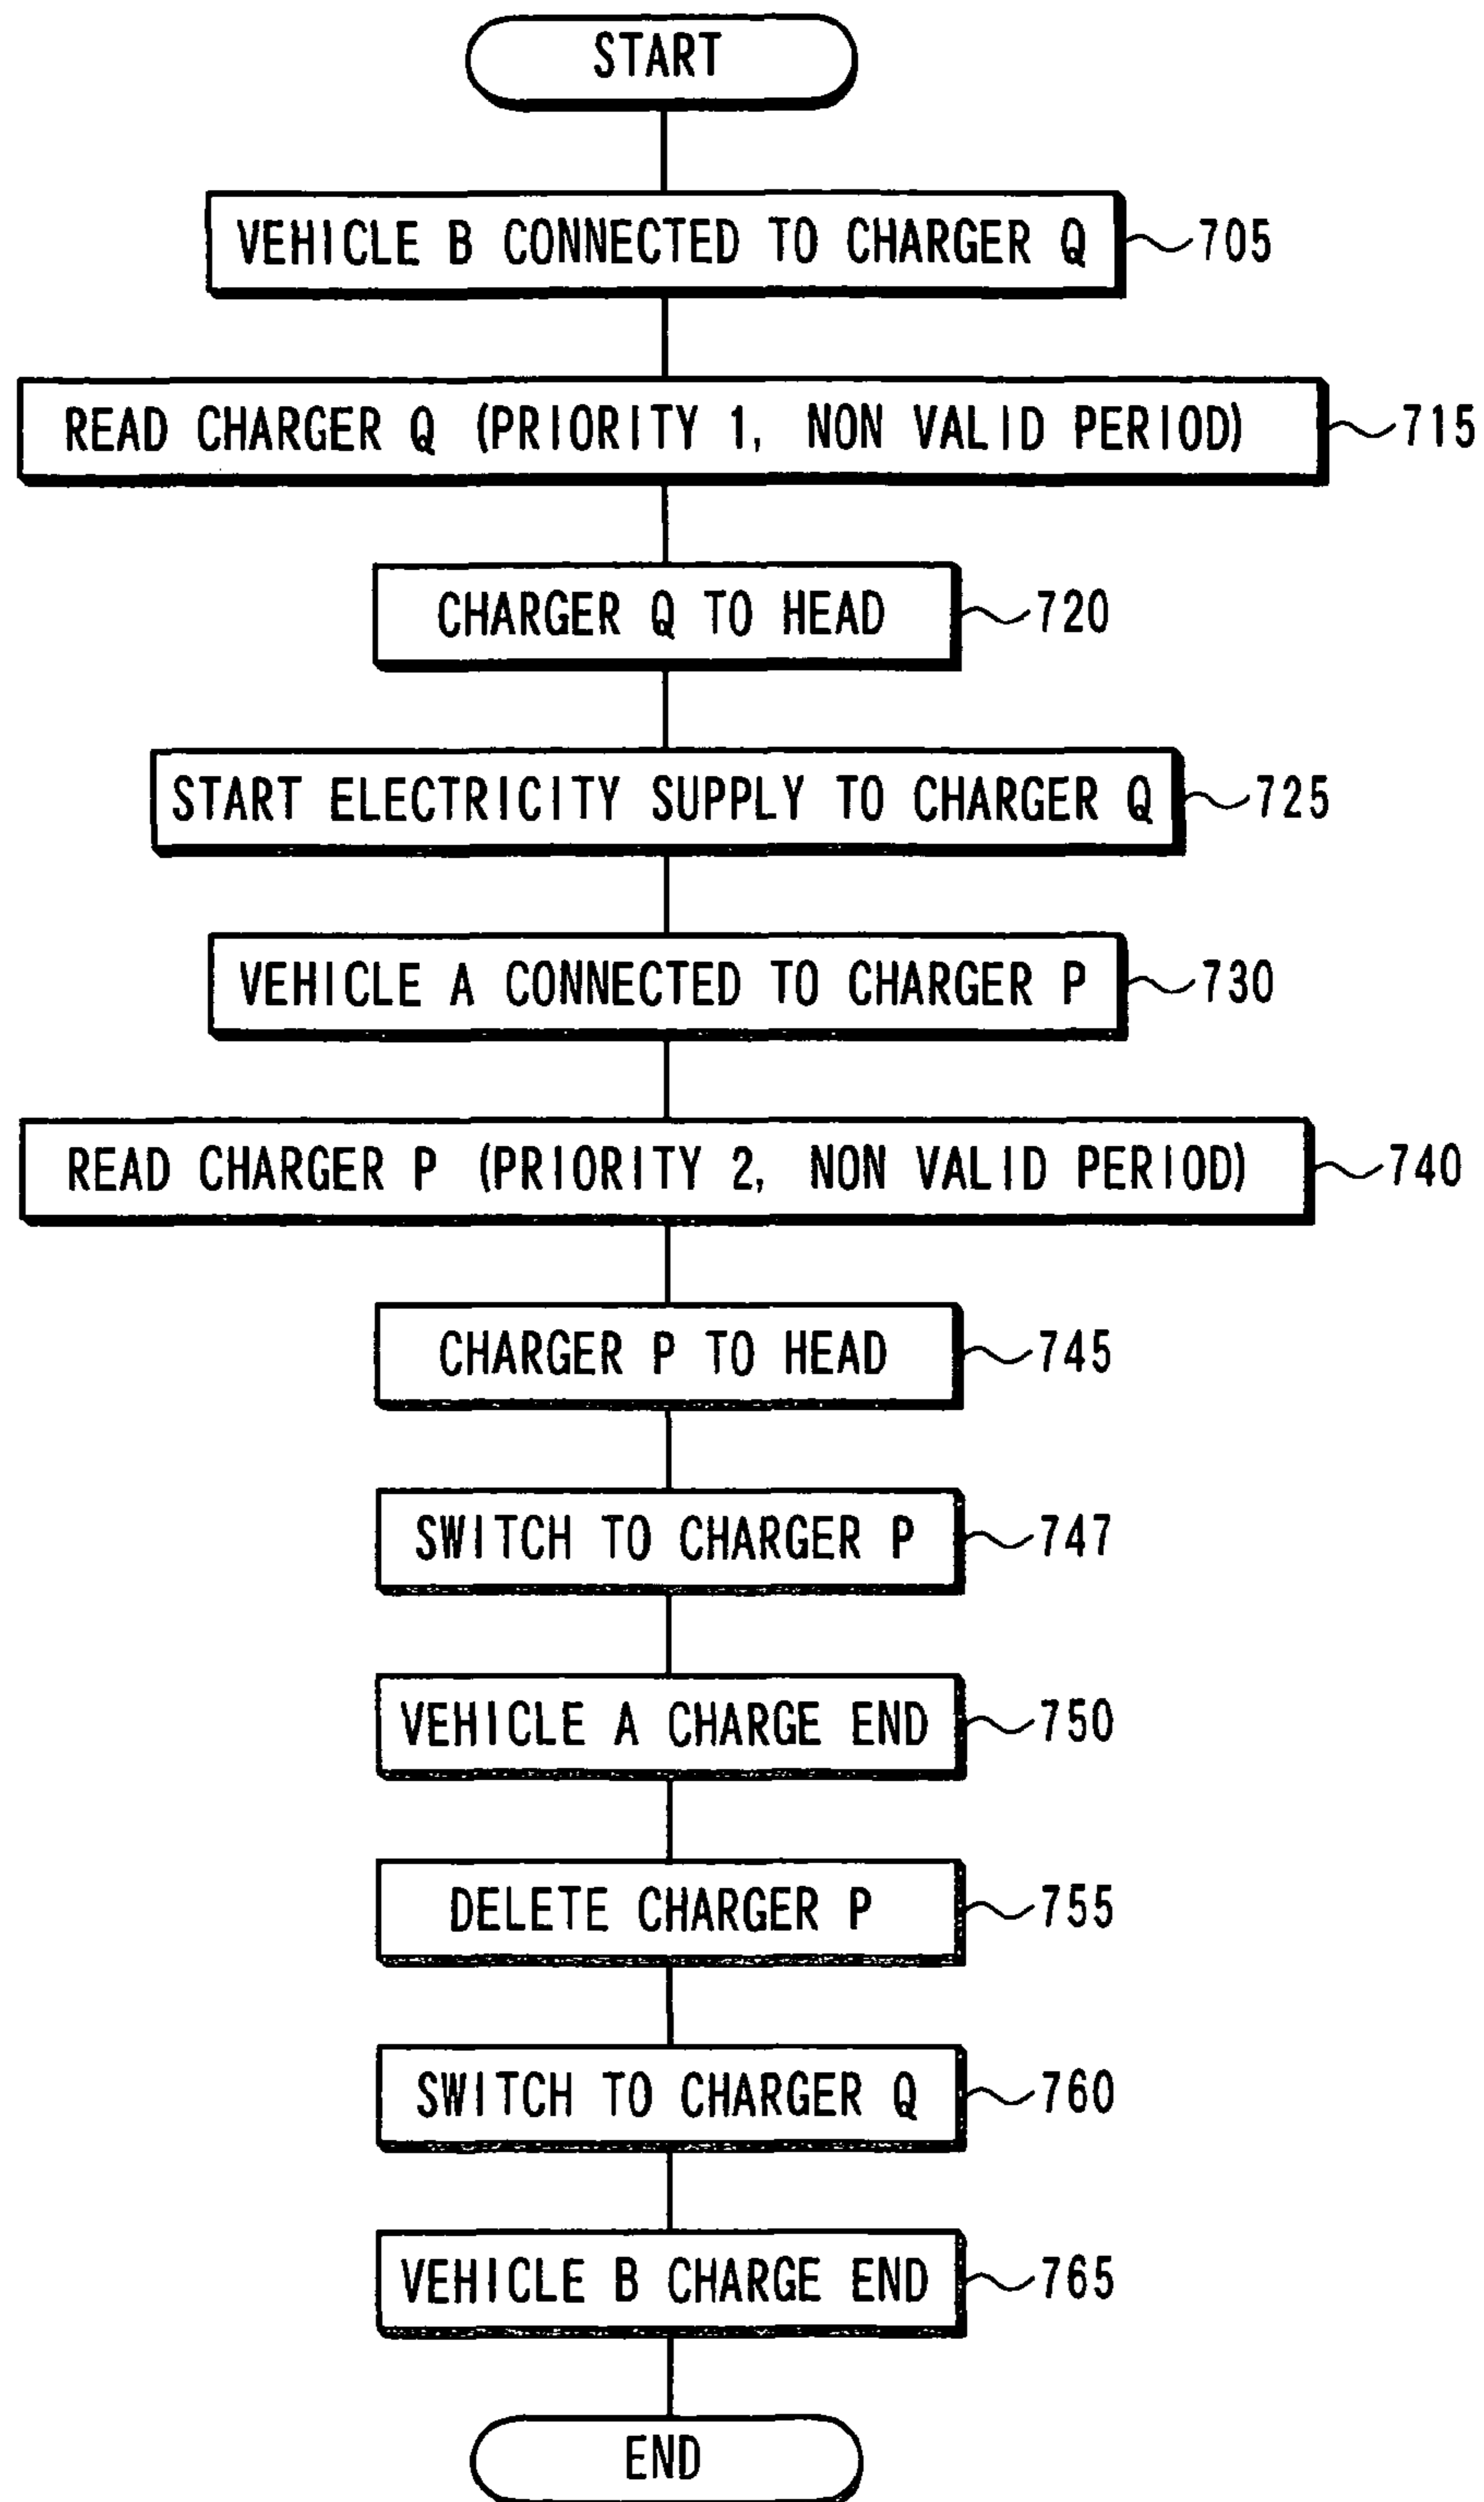 START
VEHICLE B CONNECTED TO CHARGER Q 705
READ CHARGER Q (PRIORITY 1, NON VALID PERIOD) 715
CHARGER Q TO HEAD 720
START ELECTRICITY SUPPLY TO CHARGER Q 725
VEHICLE A CONNECTED TO CHARGER P 730
READ CHARGER P (PRIORITY 2, NON VALID PERIOD) 740
CHARGER P TO HEAD 745
SWITCH TO CHARGER P 747
VEHICLE A CHARGE END 750
DELETE CHARGER P 755
SWITCH TO CHARGER Q 760
VEHICLE B CHARGE END 765
END